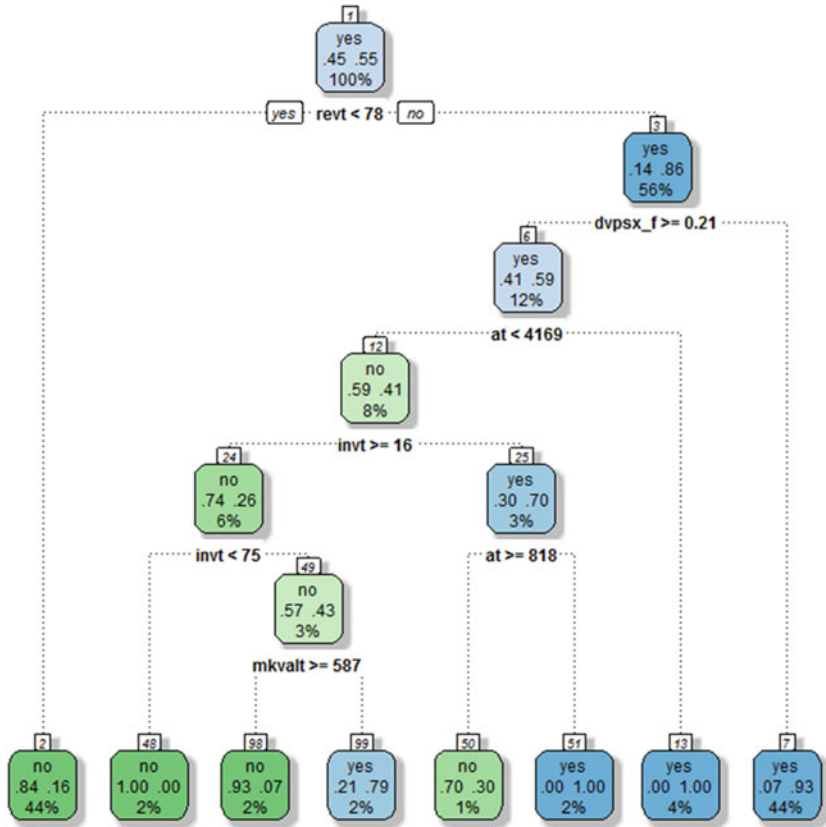 1
yes
.45 .55
100%
yes revt < 78 no
3
yes
.14 .86
56%
dvpsx_f >= 0.21
6
yes
.41 .59
12%
at < 4169
12
no
.59 .41
8%
invt >= 16
24
no
.74 .26
6%
25
yes
.30 .70
3%
invt < 75
at >= 818
49
no
.57 .43
3%
mkvalt >= 587
2
no
.84 .16
44%
48
no
1.00 .00
2%
98
no
.93 .07
2%
99
yes
.21 .79
2%
50
no
.70 .30
1%
51
yes
.00 1.00
2%
13
yes
.00 1.00
4%
7
yes
.07 .93
44%